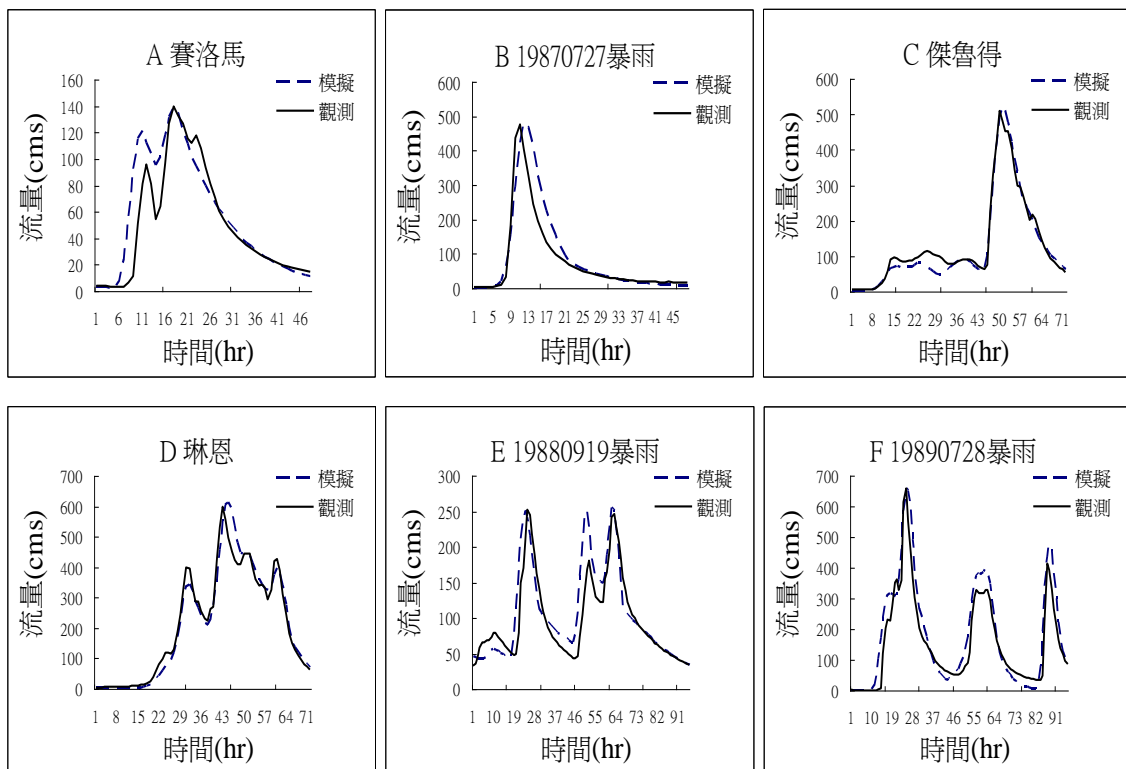 A 賽洛馬
模擬
觀測
流量(cms)
160
140
120
100
80
60
40
20
0
1 6 11 16 21 26 31 36 41 46
時間(hr)
B 19870727暴雨
模擬
觀測
流量(cms)
600
500
400
300
200
100
0
1 5 9 13 17 21 25 29 33 37 41 45
時間(hr)
C 傑魯得
模擬
觀測
流量(cms)
600
500
400
300
200
100
0
1 8 15 22 29 36 43 50 57 64 71
時間(hr)
D 琳恩
模擬
觀測
流量(cms)
700
600
500
400
300
200
100
0
1 8 15 22 29 36 43 50 57 64 71
時間(hr)
E 19880919暴雨
模擬
觀測
流量(cms)
300
250
200
150
100
50
0
1 10 19 28 37 46 55 64 73 82 91
時間(hr)
F 19890728暴雨
模擬
觀測
流量(cms)
700
600
500
400
300
200
100
0
1 10 19 28 37 46 55 64 73 82 91
時間(hr)